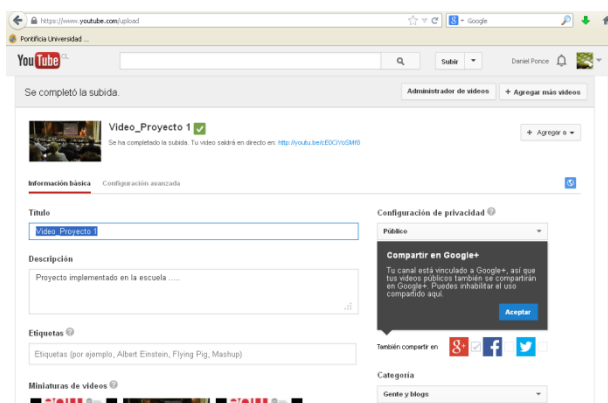 https://www.youtube.com/upload
Google
Pontificia Universidad ...
YouTube CL
Subir
Daniel Ponce
Se completó la subida.
Administrador de videos
+ Agregar más videos
Video_Proyecto 1
Se ha completado la subida. Tu video saldrá en directo en:
+ Agregar a
Información básica
Configuración avanzada
Título
Configuración de privacidad
Video_Proyecto 1
Público
Descripción
Compartir en Google+
Proyecto implementado en la escuela ......
Tu canal está vinculado a Google+, así que
tus videos públicos también se compartirán
en Google+. Puedes inhabilitar el uso
compartido aquí.
Aceptar
Etiquetas
También compartir en
Etiquetas (por ejemplo, Albert Einstein, Flying Pig, Mashup)
Categoría
Miniaturas de videos
Gente y blogs